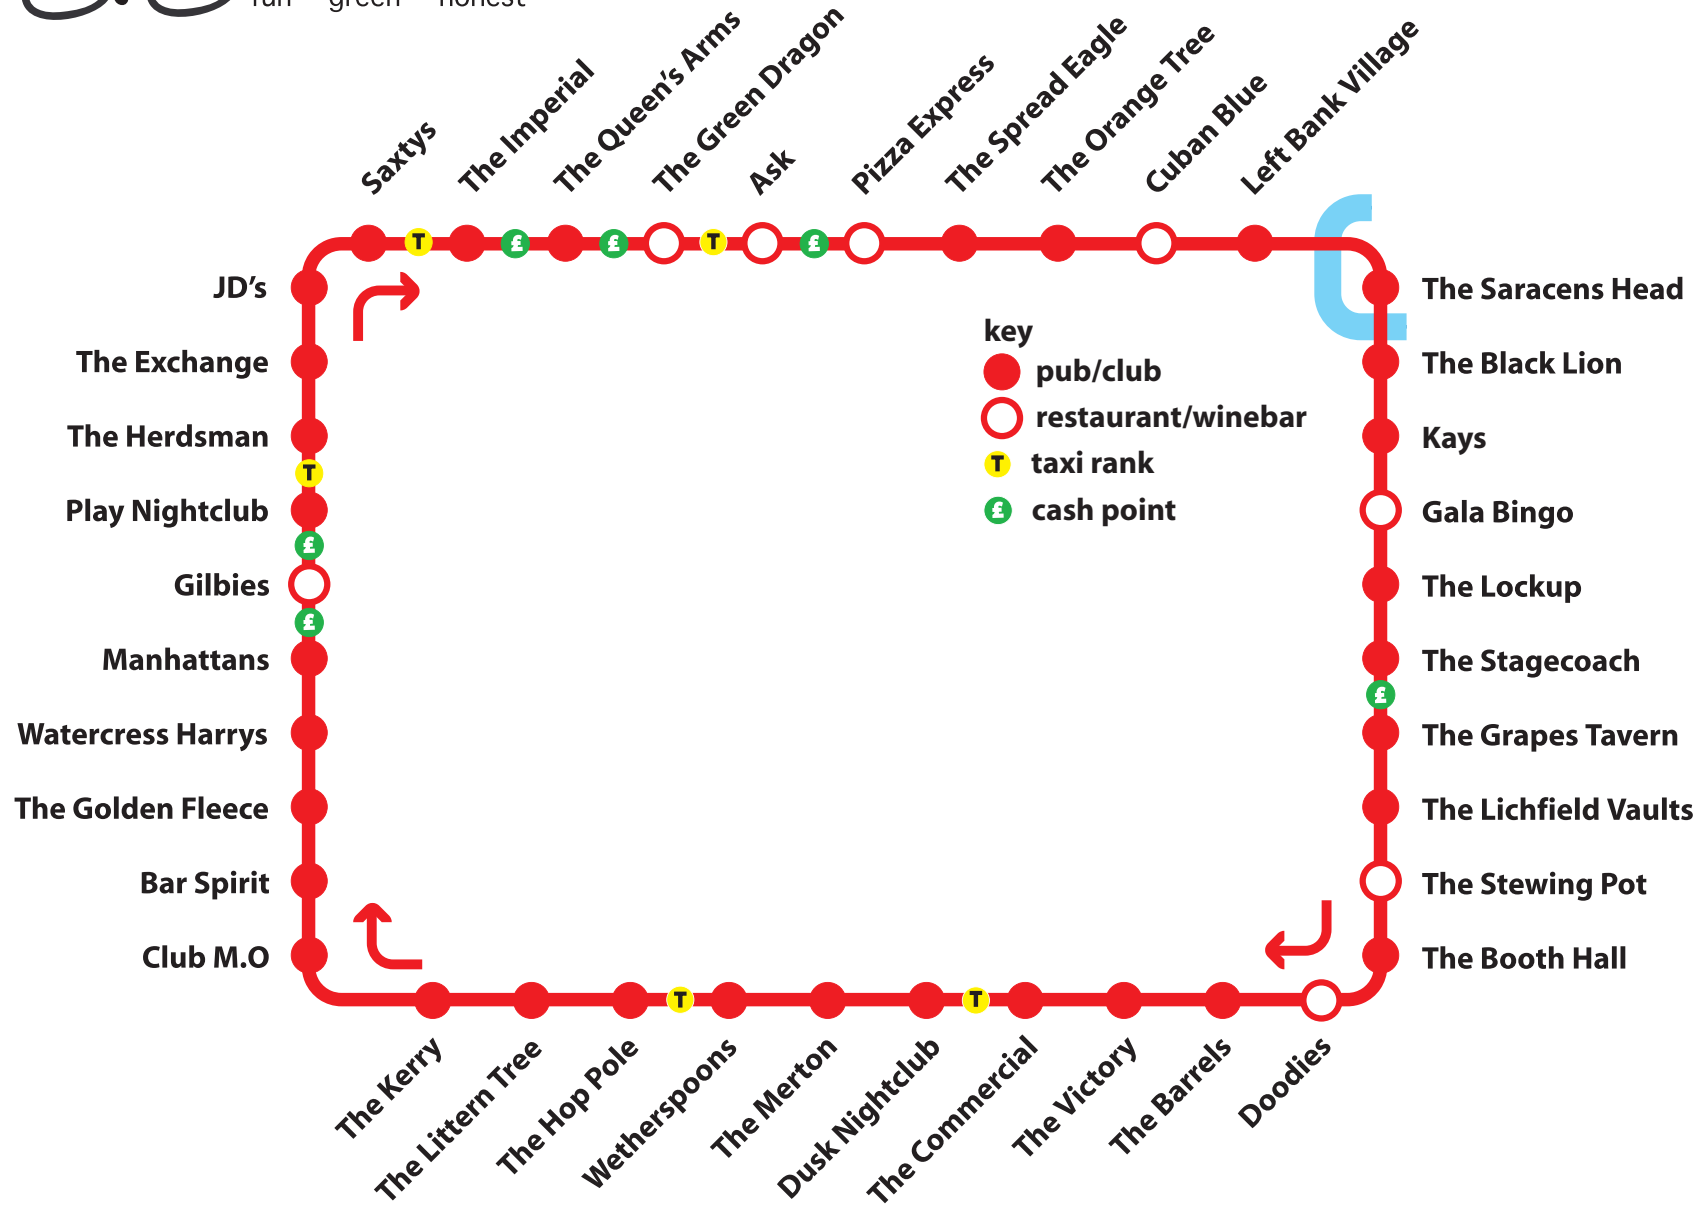 fun green honest
Saxtys
The Imperial
The Queen's Arms
The Green Dragon
Ask
Pizza Express
The Spread Eagle
The Orange Tree
Cuban Blue
Left Bank Village
T
£
£
T
£
JD's
The Exchange
The Herdsman
T
Play Nightclub
£
Gilbies
£
Manhattans
Watercress Harrys
The Golden Fleece
Bar Spirit
Club M.O
key
pub/club
restaurant/winebar
T taxi rank
£ cash point
The Saracens Head
The Black Lion
Kays
Gala Bingo
The Lockup
The Stagecoach
£
The Grapes Tavern
The Lichfield Vaults
The Stewing Pot
The Booth Hall
T
T
The Kerry
The Littern Tree
The Hop Pole
Wetherspoons
The Merton
Dusk Nightclub
The Commercial
The Victory
The Barrels
Doodies